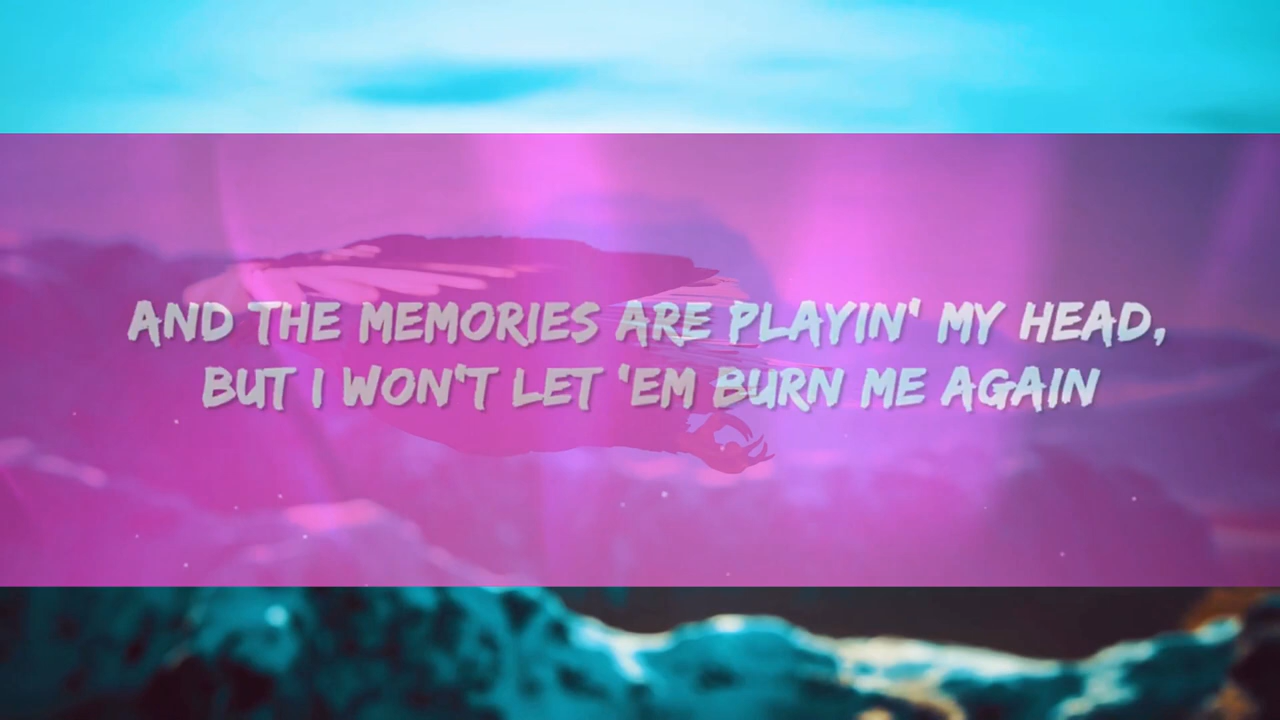 AND THE MEMORIES ARE PLAYIN' MY HEAD,
BUT I WON'T LET 'EM BURN ME AGAIN